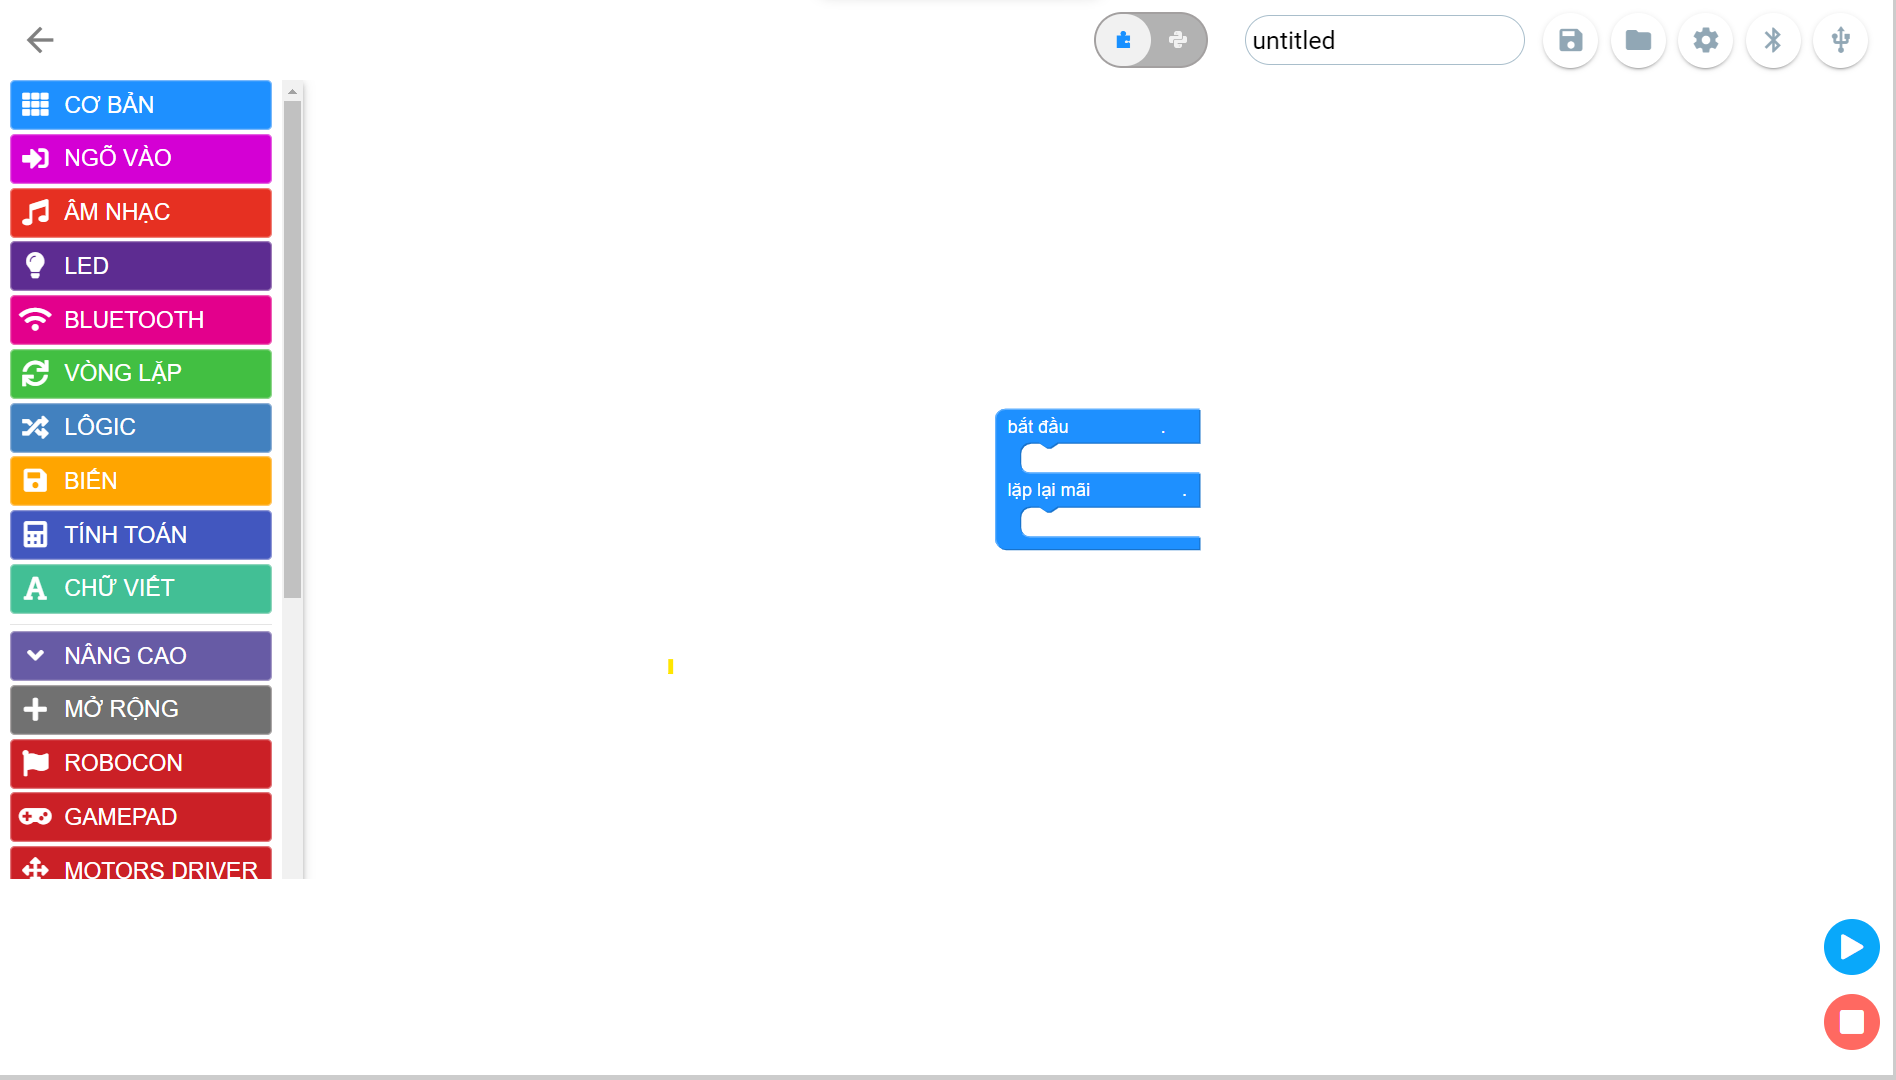 untitled
CƠ BẢN
NGÕ VÀO
ÂM NHẠC
LED
BLUETOOTH
VÒNG LẶP
LÔGIC
BIẾN
TÍNH TOÁN
CHỮ VIẾT
NÂNG CAO
MỞ RỘNG
ROBOCON
GAMEPAD
MOTORS DRIVER
bắt đầu .
lặp lại mãi .